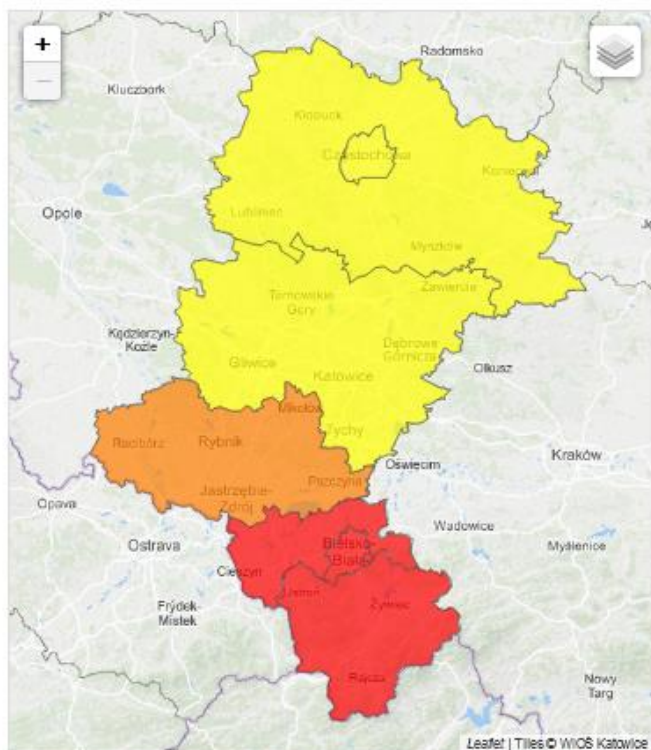 +
−
Radomsko
Kluczbork
Kłobuck
Częstochowa
Koniecpol
Opole
Lubliniec
Myszków
Zawiercie
Tarnowskie
Góry
Kędzierzyn-
Koźle
Gliwice
Dąbrowa
Górnicza
Katowice
Olkusz
Mikołów
Tychy
Racibórz
Rybnik
Oświęcim
Kraków
Pszczyna
Jastrzębie-
Zdrój
Opava
Wadowice
Ostrava
Bielsko-
Biała
Myślenice
Cieszyn
Ustroń
Żywiec
Frýdek-
Místek
Rajcza
Nowy
Targ
Leaflet | Tiles © WIOŚ Katowice